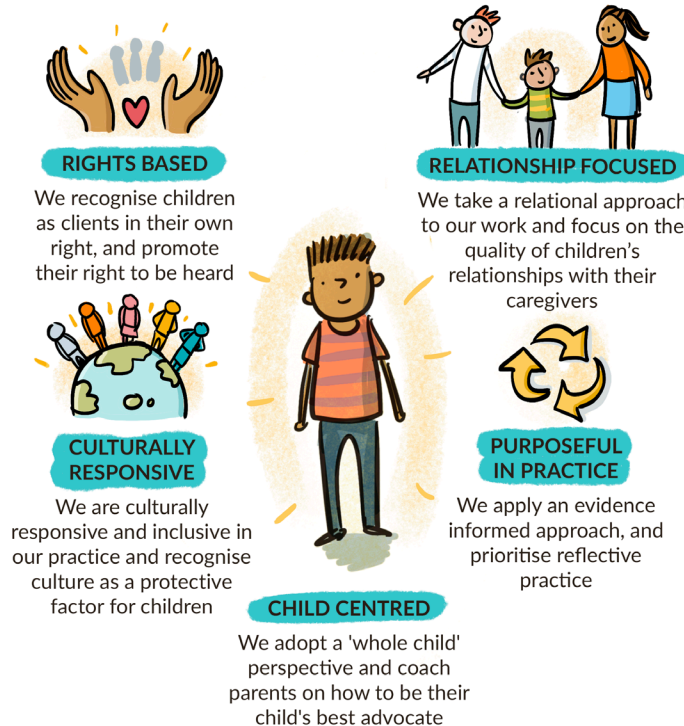 RIGHTS BASED
We recognise children
as clients in their own
right, and promote
their right to be heard
RELATIONSHIP FOCUSED
We take a relational approach
to our work and focus on the
quality of children’s
relationships with their
caregivers
CULTURALLY
RESPONSIVE
We are culturally
responsive and inclusive in
our practice and recognise
culture as a protective
factor for children
PURPOSEFUL
IN PRACTICE
We apply an evidence
informed approach, and
prioritise reflective
practice
CHILD CENTRED
We adopt a 'whole child'
perspective and coach
parents on how to be their
child's best advocate